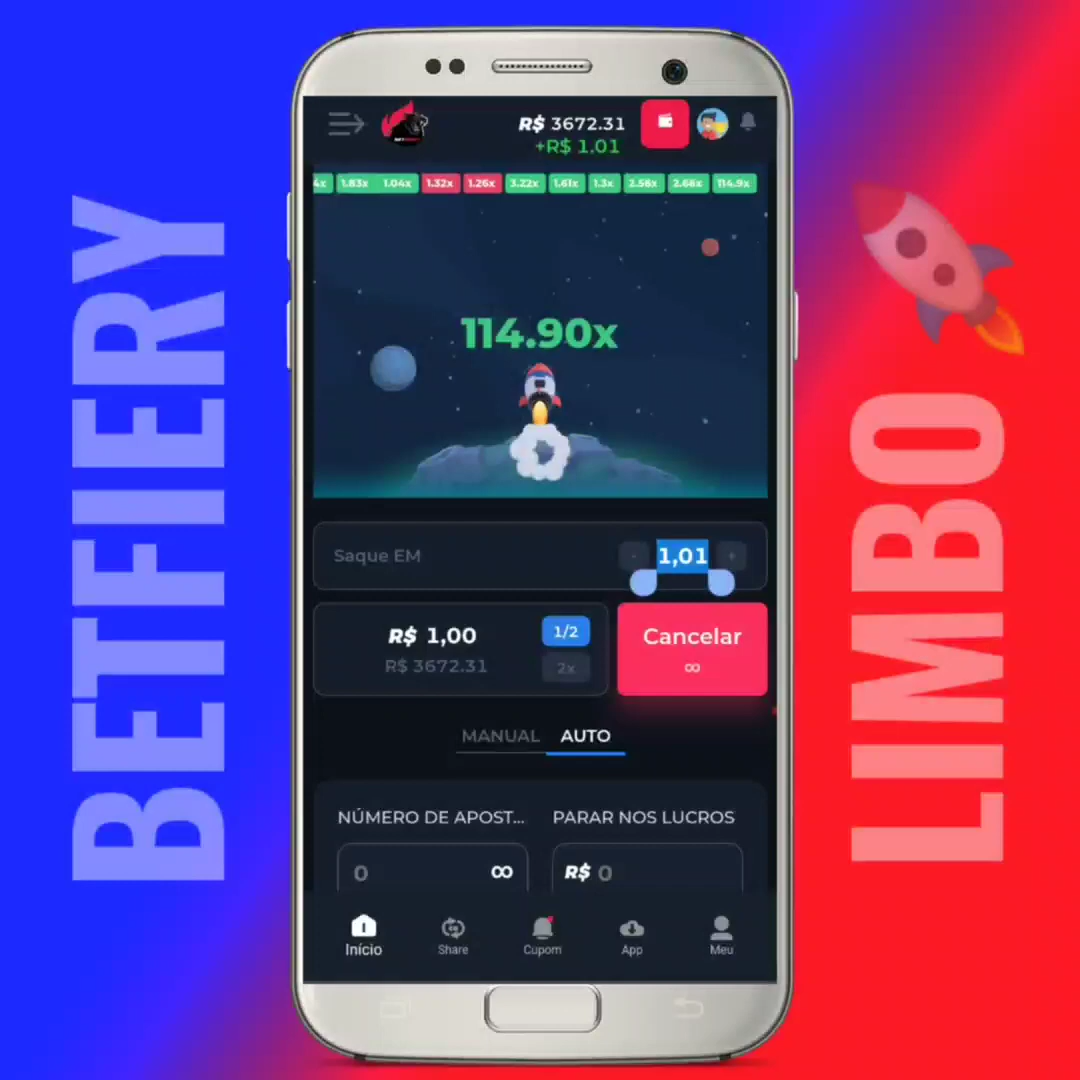 BETFIERY
R$ 3672.31
+R$ 1.01
4x 1.83x 1.04x 1.32x 1.26x 3.22x 1.61x 1.3x 2.58x 2.68x 114.9x
114.90x
Saque EM - 1,01 +
R$ 1,00 1/2
R$ 3672.31 2x
Cancelar
∞
MANUAL AUTO
NÚMERO DE APOST... PARAR NOS LUCROS
0 ∞ R$ 0
Início Share Cupom App Meu
LIMBO